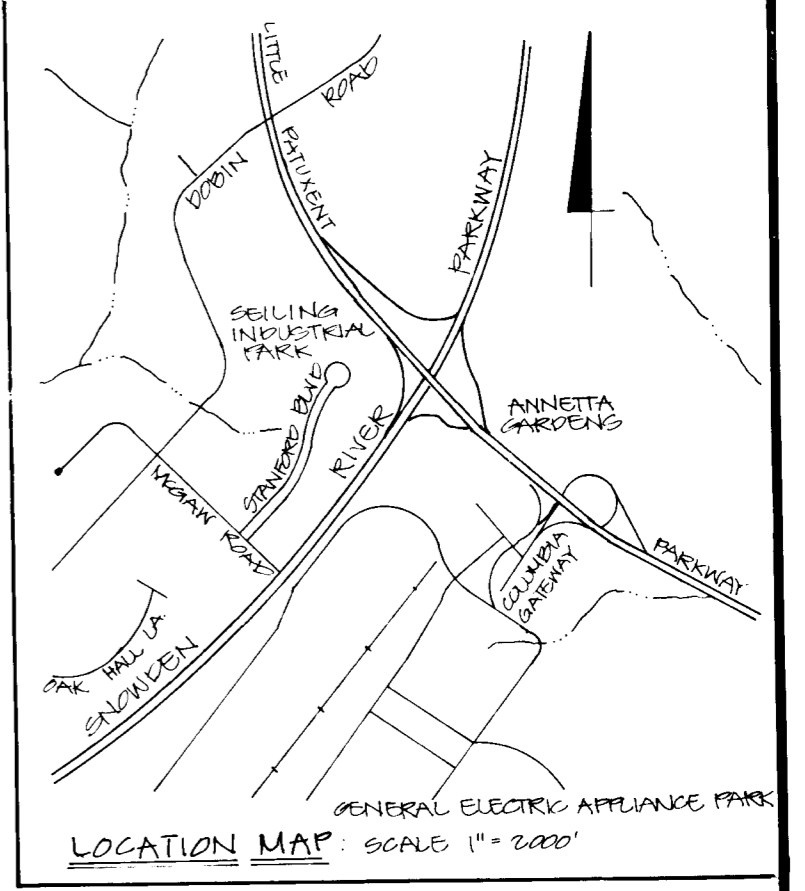 LITTLE
PATUXENT
PARKWAY
DOBIN
ROAD
PARKWAY
SEILING
INDUSTRIAL
PARK
STANFORD BLVD
RIVER
ANNETTA
GARDENS
MCGAW ROAD
COLUMBIA
GATEWAY
OAK HALL LA.
SNOWDEN
GENERAL ELECTRIC APPLIANCE PARK
LOCATION MAP : SCALE 1" = 2000'